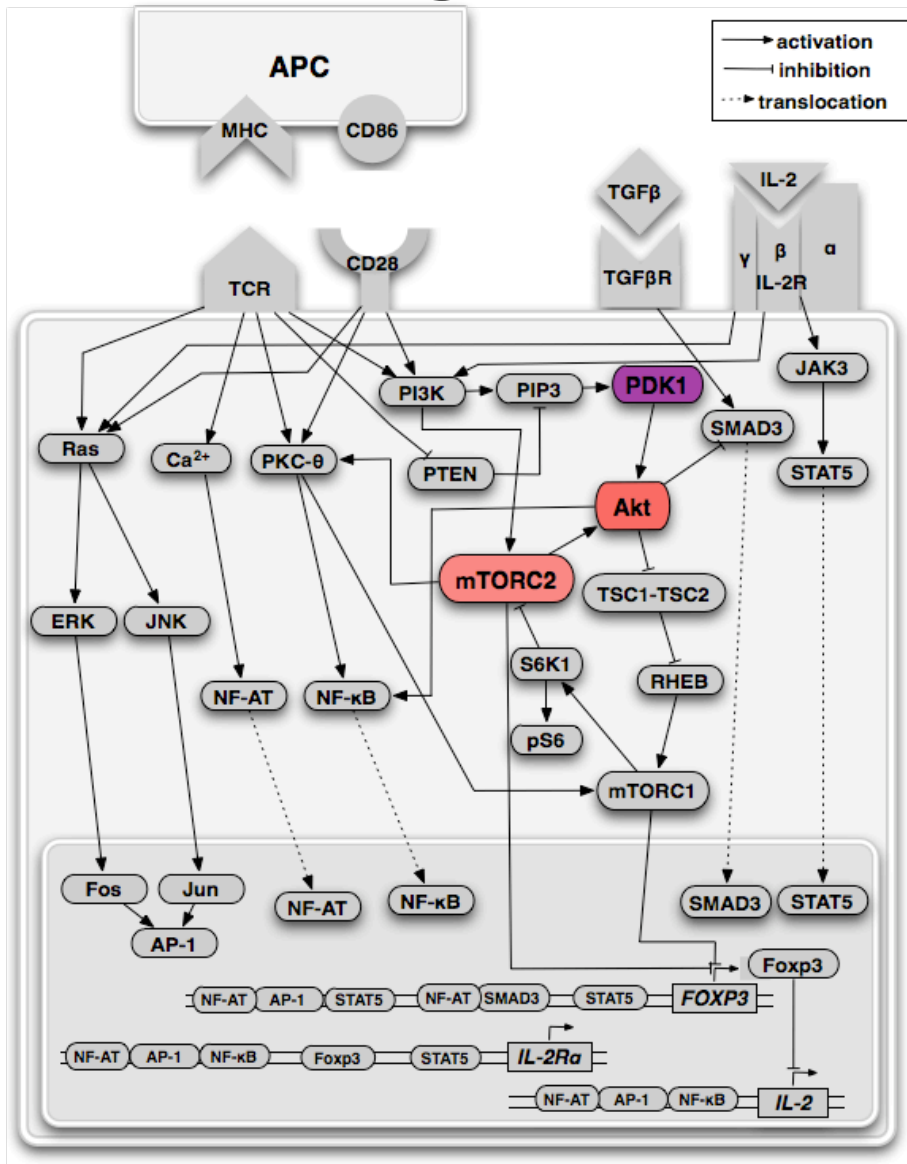 APC
activation
inhibition
translocation
MHC
CD86
TGFβ
IL-2
TCR
CD28
TGFβR
γ
β
α
IL-2R
JAK3
PI3K
PIP3
PDK1
SMAD3
Ras
Ca2+
PKC-θ
PTEN
STAT5
Akt
mTORC2
TSC1-TSC2
ERK
JNK
S6K1
RHEB
NF-AT
NF-κB
pS6
mTORC1
Fos
Jun
NF-AT
NF-κB
SMAD3
STAT5
AP-1
Foxp3
NF-AT AP-1 STAT5 NF-AT SMAD3 STAT5 FOXP3
NF-AT AP-1 NF-κB Foxp3 STAT5 IL-2Rα
NF-AT AP-1 NF-κB IL-2